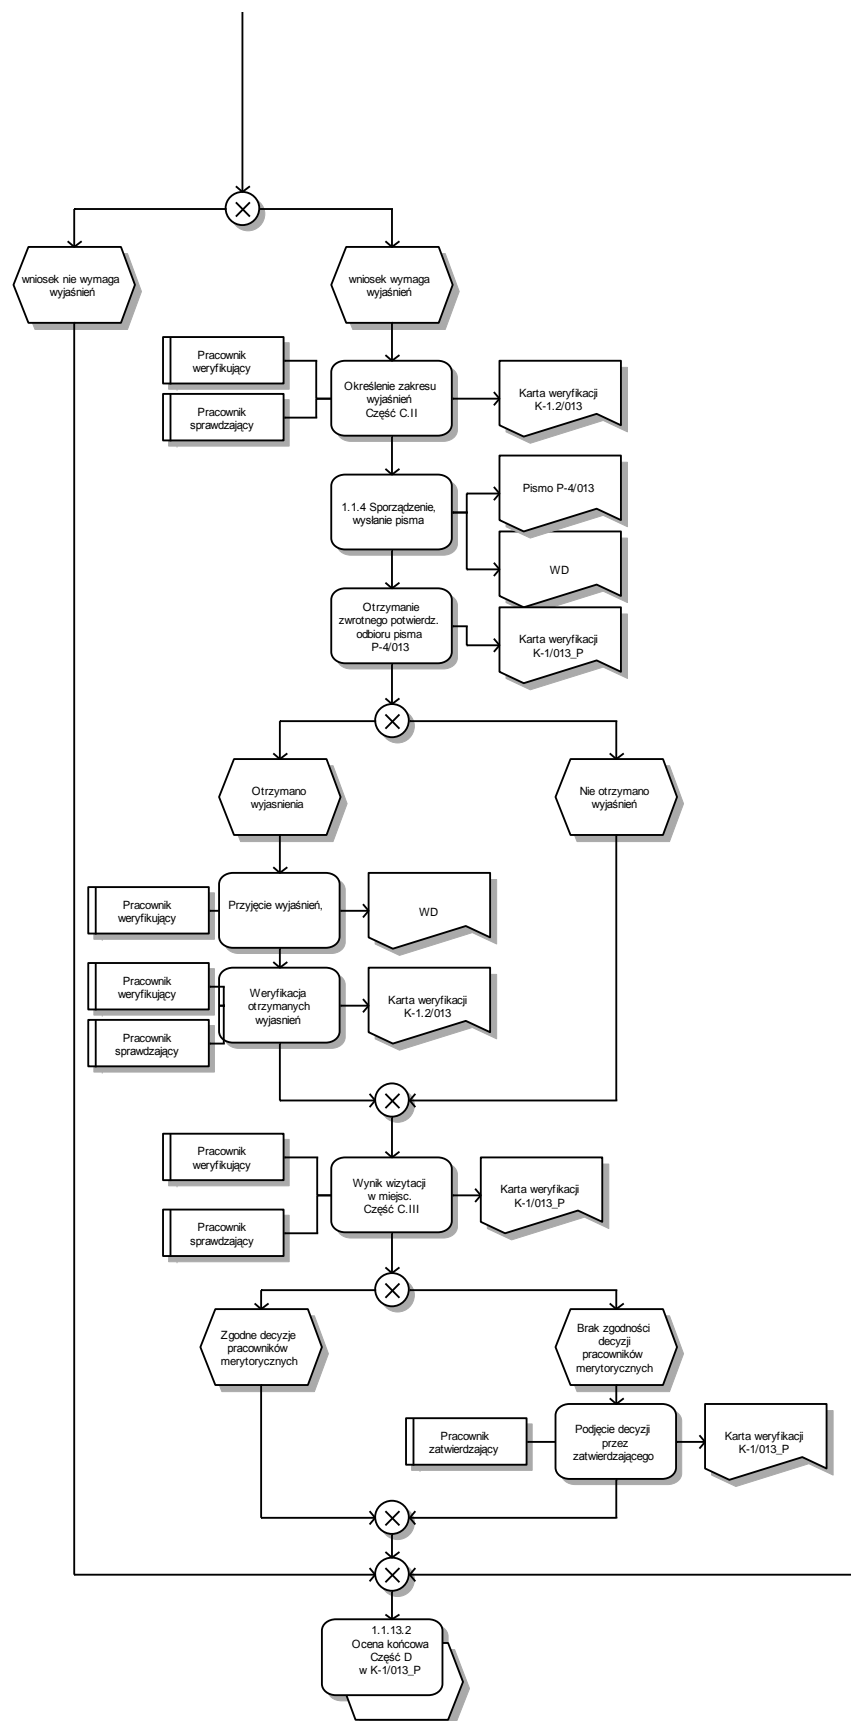 wniosek nie wymaga
wyjaśnień
wniosek wymaga
wyjaśnień
Pracownik
weryfikujący
Pracownik
sprawdzający
Określenie zakresu
wyjaśnień
Część C.II
Karta weryfikacji
K-1.2/013
1.1.4 Sporządzenie,
wysłanie pisma
Pismo P-4/013
WD
Otrzymanie
zwrotnego potwierdz.
odbioru pisma
P-4/013
Karta weryfikacji
K-1/013_P
Otrzymano
wyjasnienia
Nie otrzymano
wyjaśnień
Pracownik
weryfikujący
Przyjęcie wyjaśnień,
WD
Pracownik
weryfikujący
Pracownik
sprawdzający
Weryfikacja
otrzymanych
wyjasnień
Karta weryfikacji
K-1.2/013
Pracownik
weryfikujący
Pracownik
sprawdzający
Wynik wizytacji
w miejsc.
Część C.III
Karta weryfikacji
K-1/013_P
Zgodne decyzje
pracowników
merytorycznych
Brak zgodności
decyzji
pracowników
merytorycznych
Pracownik
zatwierdzający
Podjęcie decyzji
przez
zatwierdzającego
Karta weryfikacji
K-1/013_P
1.1.13.2
Ocena końcowa
Część D
w K-1/013_P